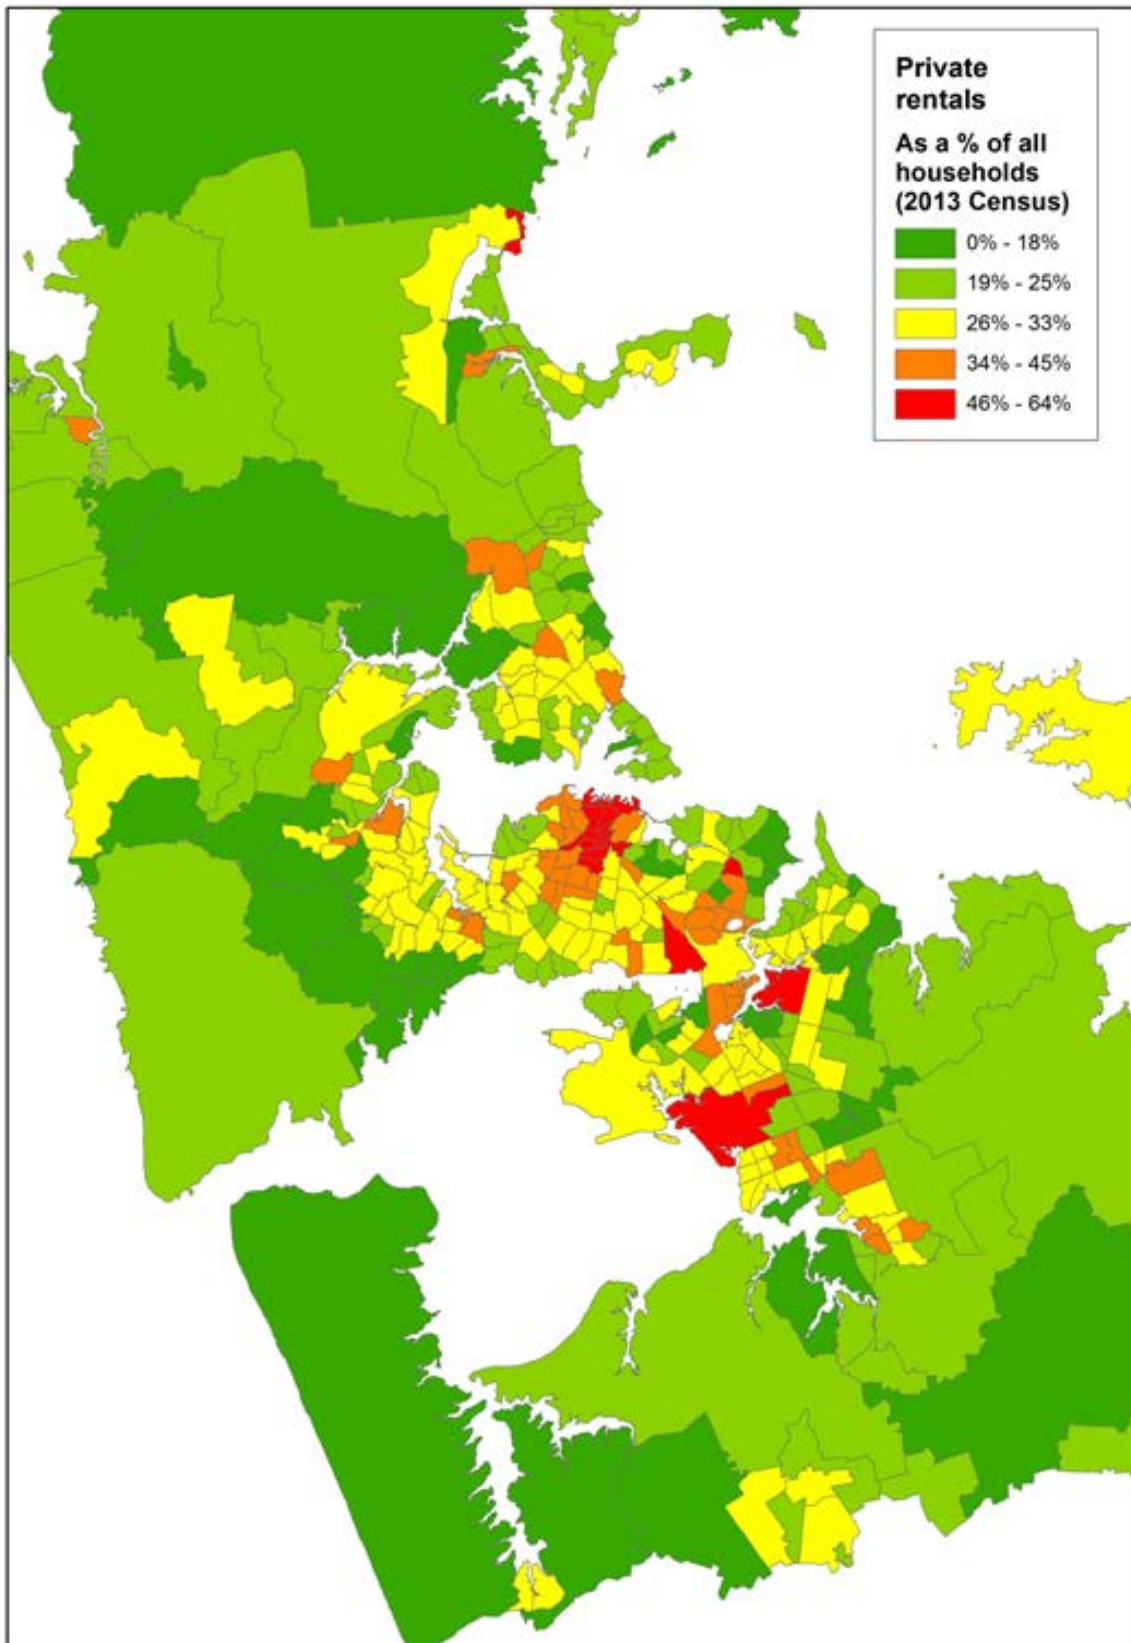 Private
rentals
As a % of all
households
(2013 Census)
0% - 18%
19% - 25%
26% - 33%
34% - 45%
46% - 64%